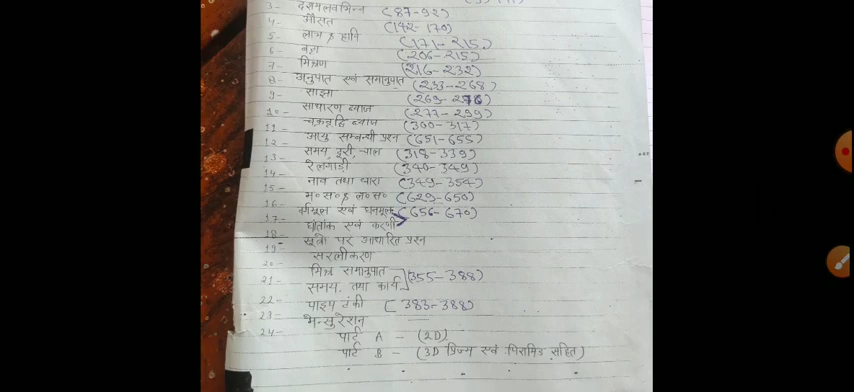 3- दशमलव भिन्न (87-92)
4- औसत (142-170)
5- लाभ & हानि (171-215)
6- बट्टा (206-215)
7- मिश्रण (216-232)
8- अनुपात एवं समानुपात (233-268)
9- साझा (269-276)
10- साधारण ब्याज (277-299)
11- चक्रवृद्धि ब्याज (300-317)
12- आयु सम्बन्धी प्रश्न (651-655)
13- समय, दूरी, चाल (318-339)
14- रेलगाड़ी (340-349)
15- नाव तथा धारा (349-354)
16- म०स० & ल०स० (629-650)
17- वर्गमूल एवं घनमूल (656-670)
18- घातांक एवं करणी
19- सूत्रों पर आधारित प्रश्न
20- सरलीकरण
21- मिश्र समानुपात (355-388)
समय तथा कार्य
22- पाइप टंकी (383-388)
23- मेन्सुरेशन
24- पार्ट A - (2D)
पार्ट B - (3D प्रिज्म एवं पिरामिड सहित)